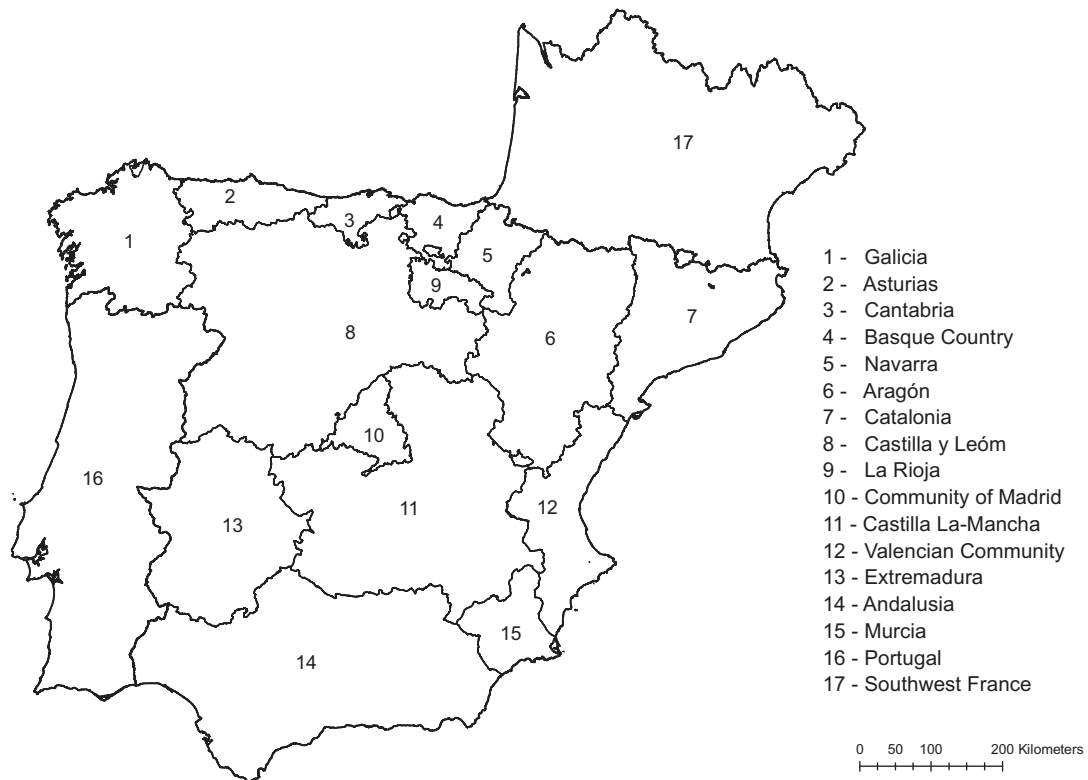 17
2
3
4
1
5
9
7
8
6
10
16
11
12
13
15
14
1 - Galicia
2 - Asturias
3 - Cantabria
4 - Basque Country
5 - Navarra
6 - Aragón
7 - Catalonia
8 - Castilla y Leóm
9 - La Rioja
10 - Community of Madrid
11 - Castilla La-Mancha
12 - Valencian Community
13 - Extremadura
14 - Andalusia
15 - Murcia
16 - Portugal
17 - Southwest France
0 50 100 200 Kilometers